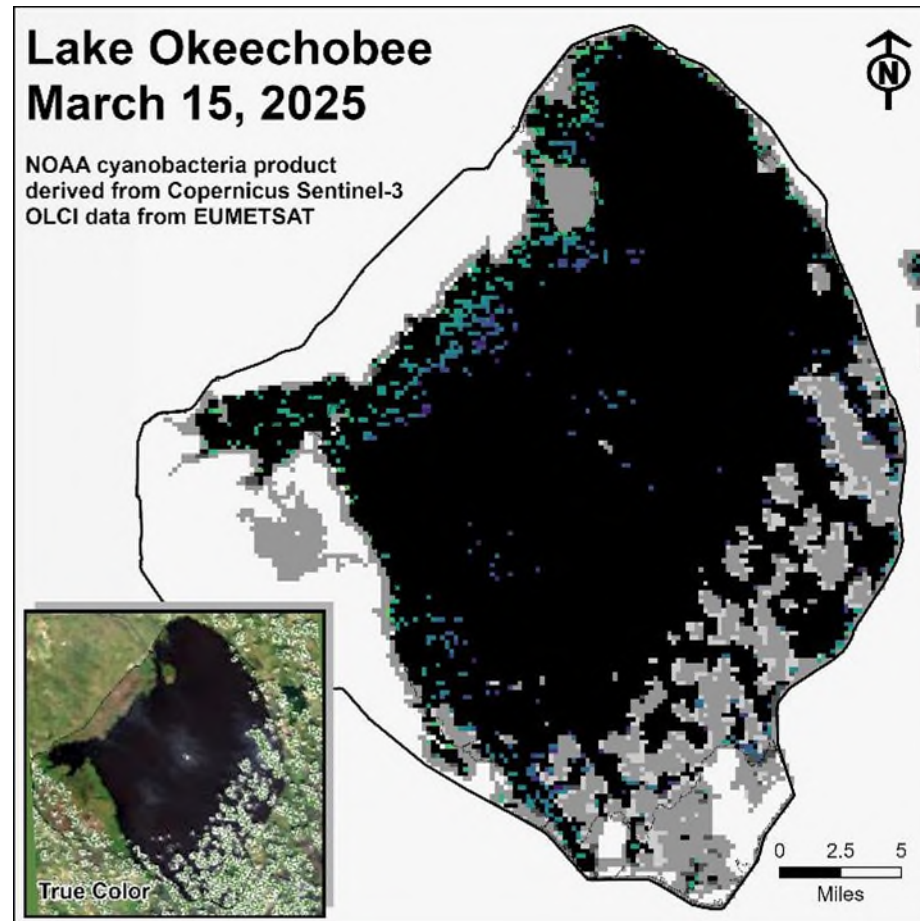 Lake Okeechobee
March 15, 2025
NOAA cyanobacteria product
derived from Copernicus Sentinel-3
OLCI data from EUMETSAT
N
True Color
0 2.5 5
Miles